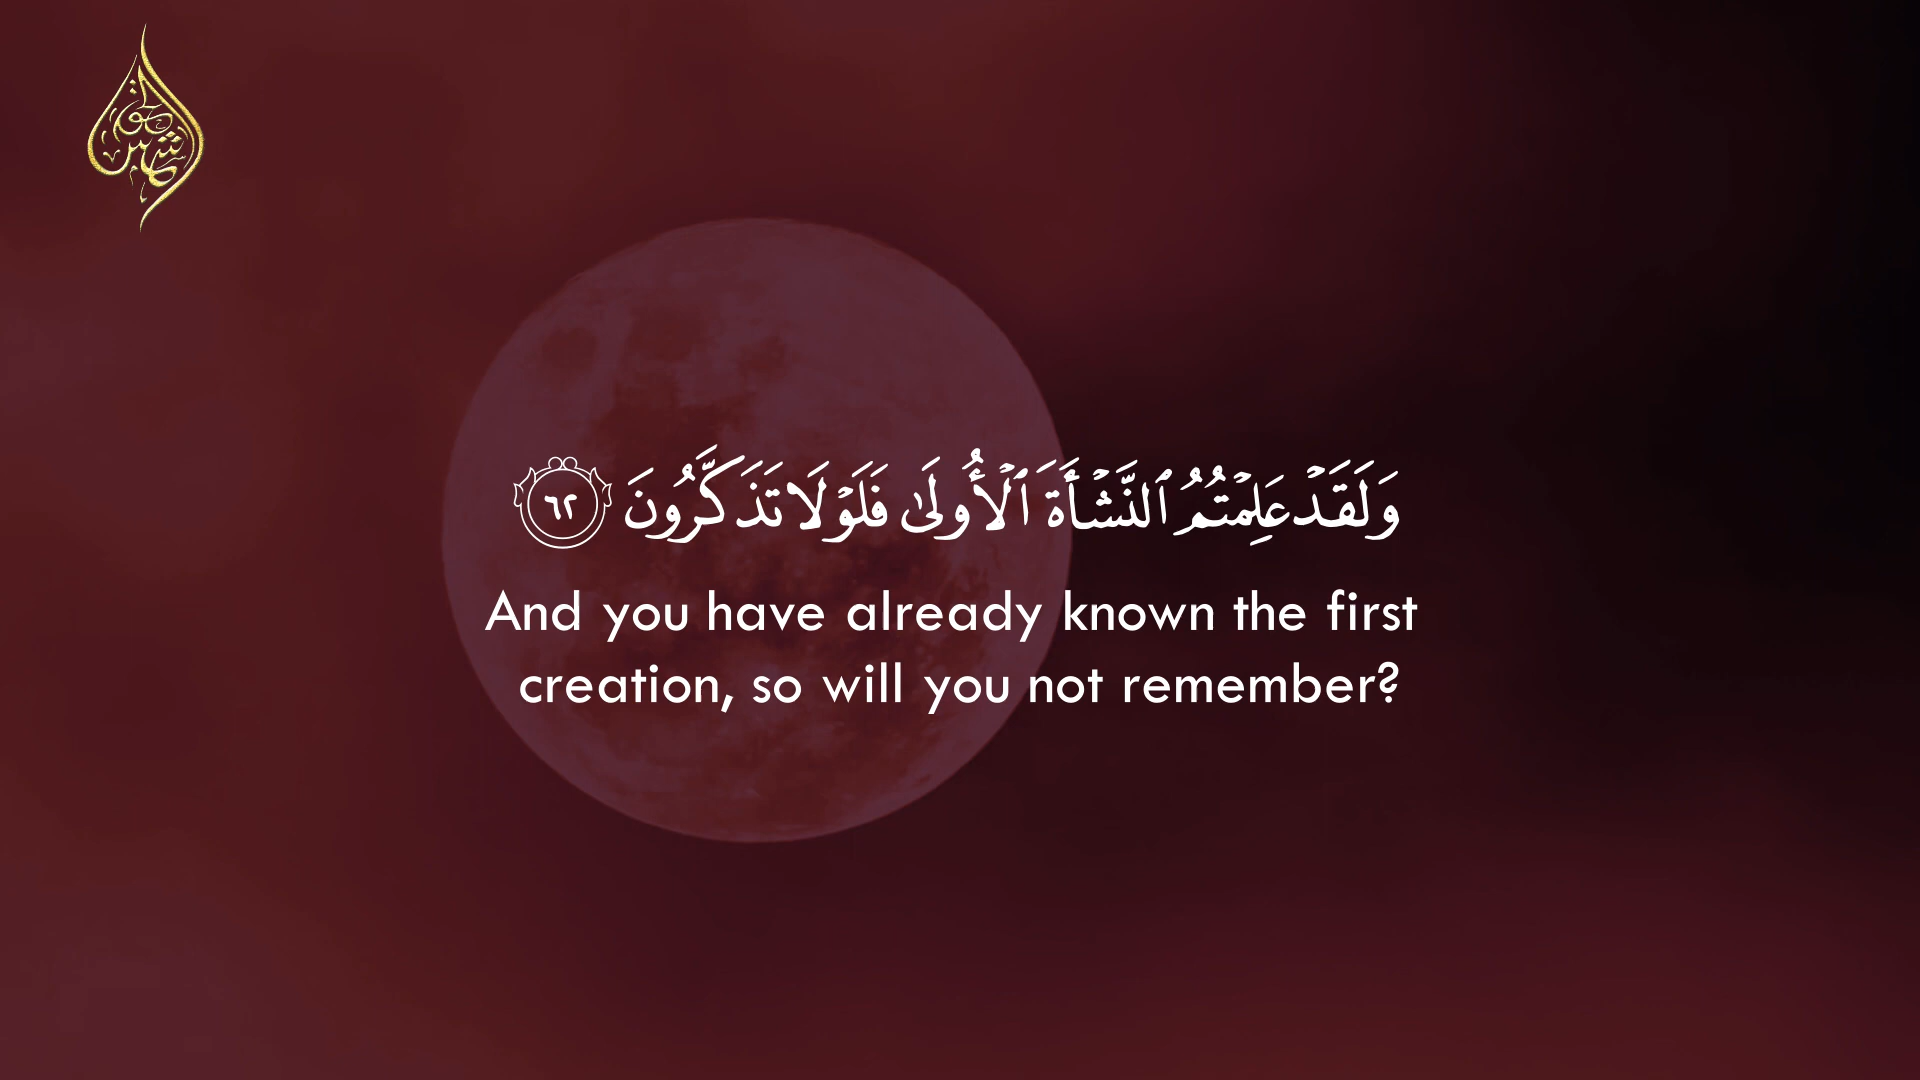 وَلَقَدْ عَلِمْتُمُ ٱلنَّشْأَةَ ٱلْأُولَىٰ فَلَوْلَا تَذَكَّرُونَ ٦٢
And you have already known the first
creation, so will you not remember?